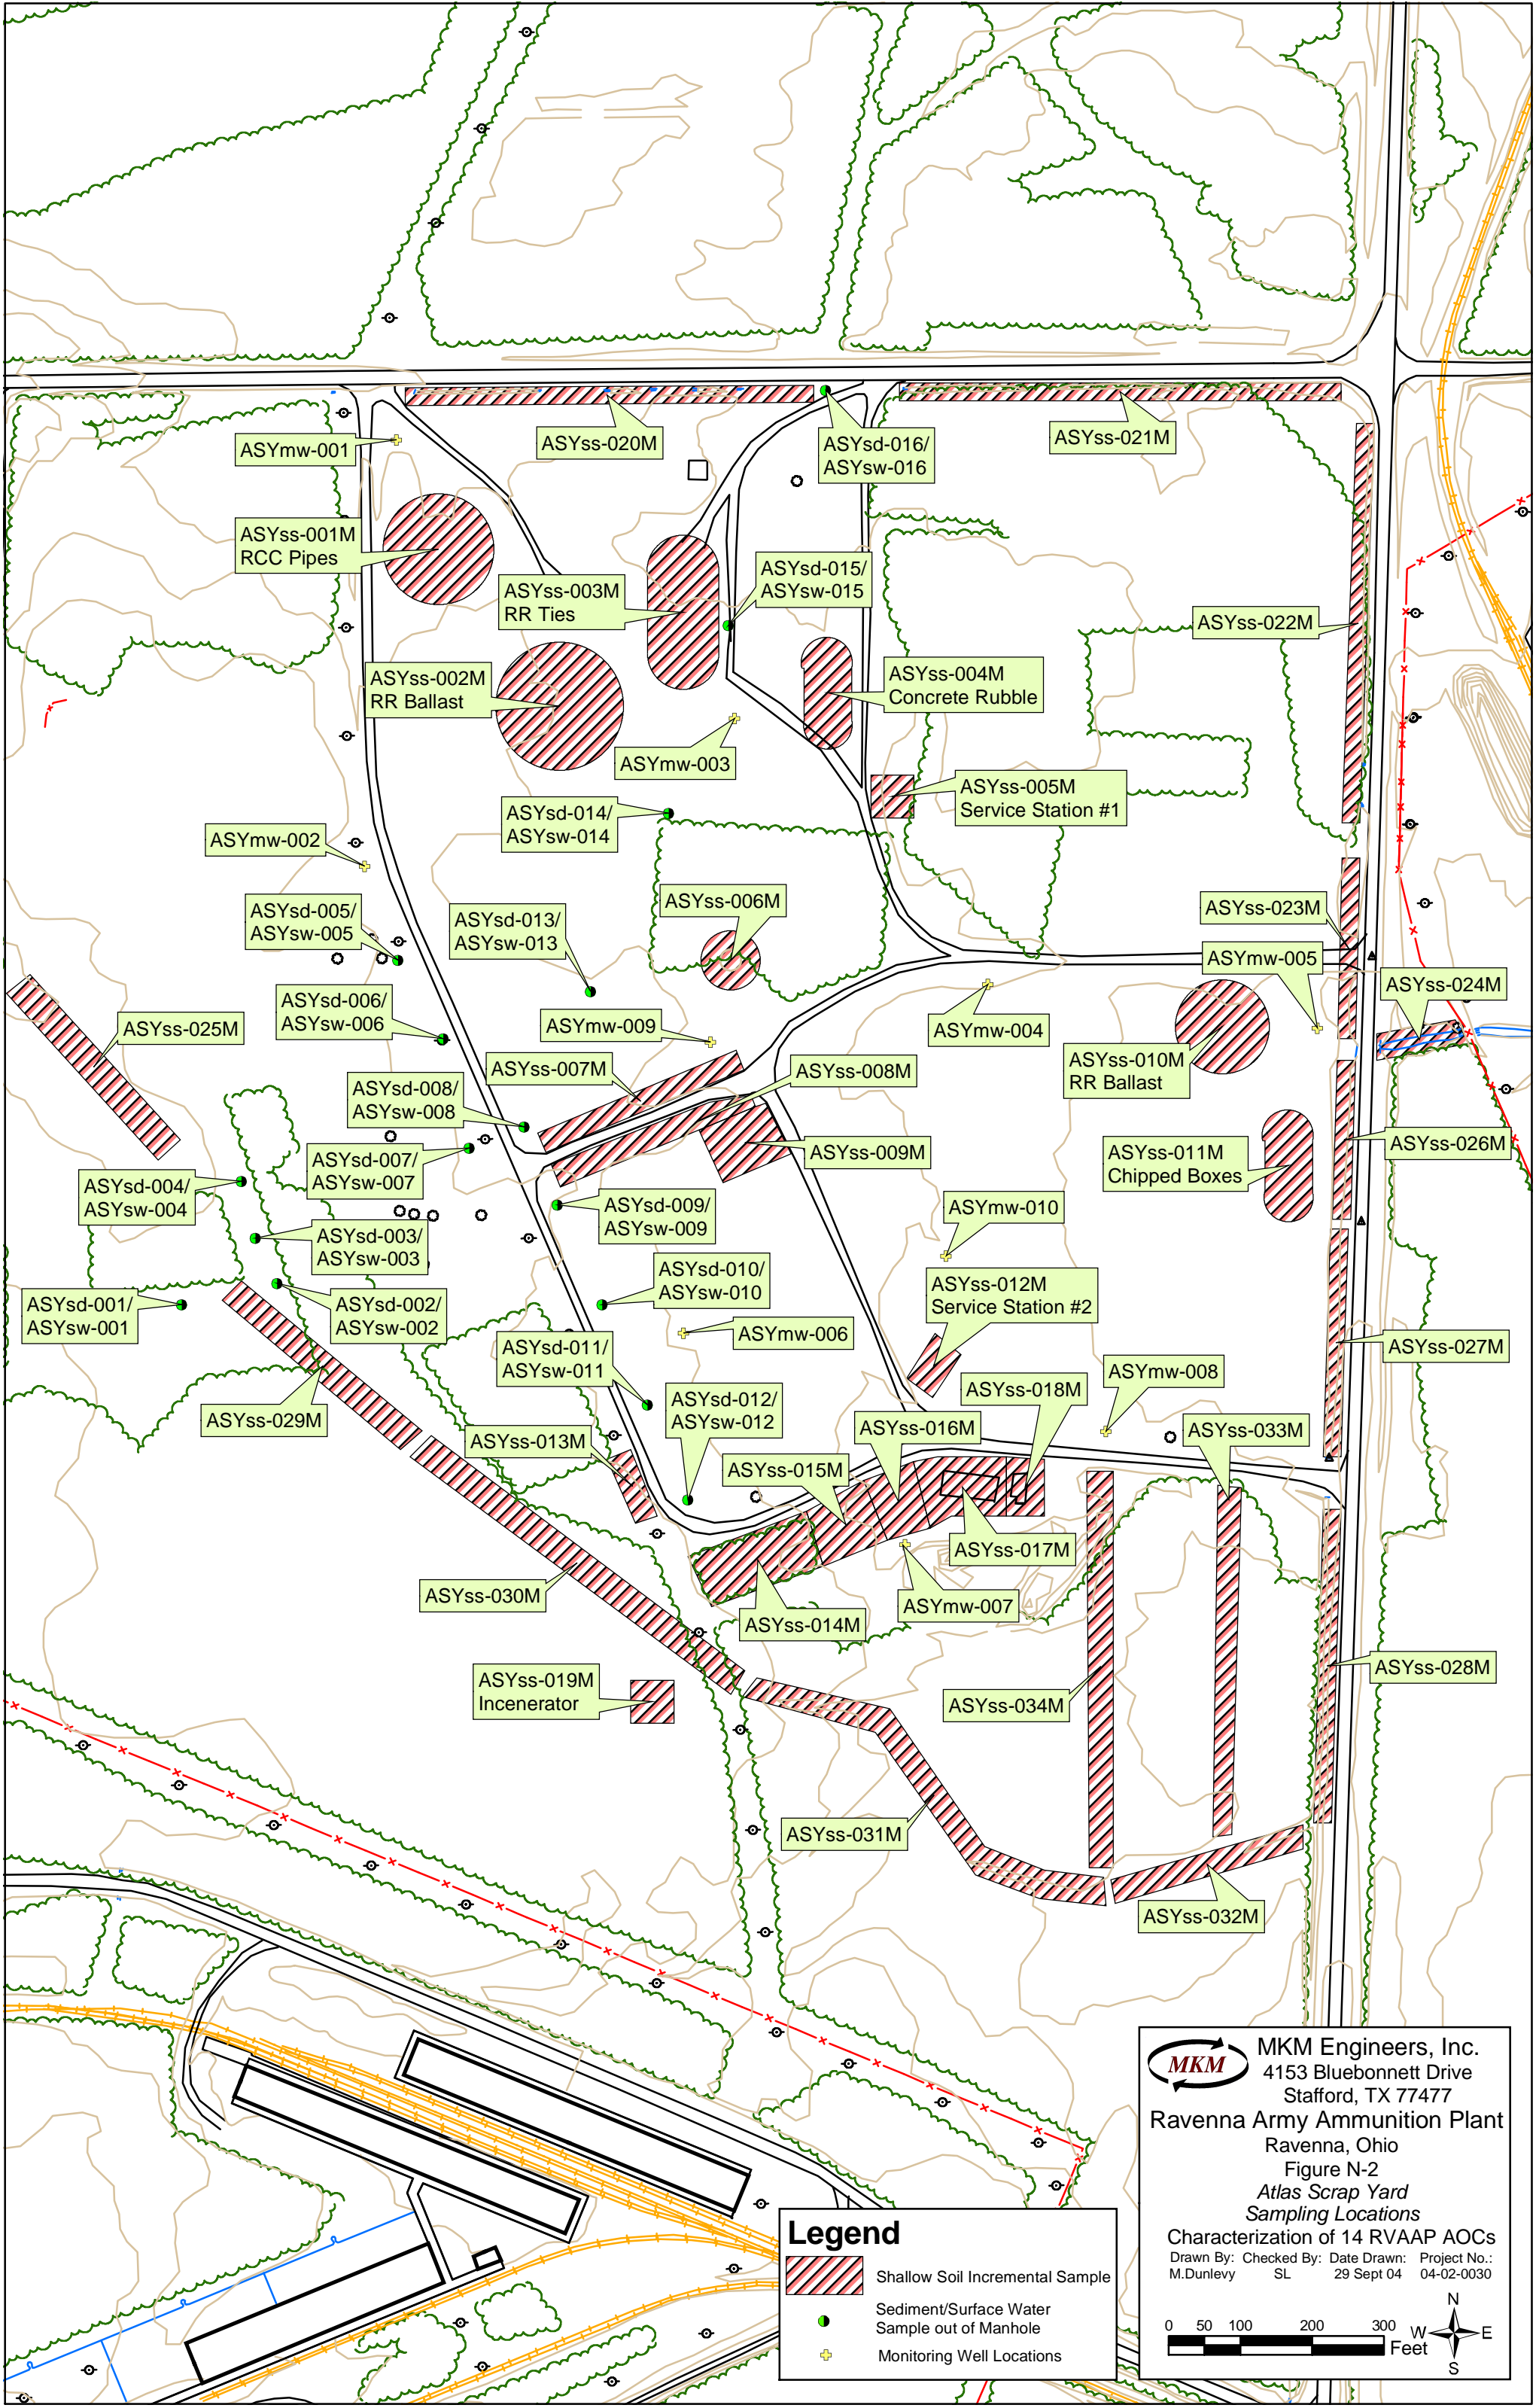 ASYmw-001
ASYss-020M
ASYsd-016/
ASYsw-016
ASYss-021M
ASYss-001M
RCC Pipes
ASYss-003M
RR Ties
ASYsd-015/
ASYsw-015
ASYss-022M
ASYss-002M
RR Ballast
ASYss-004M
Concrete Rubble
ASYmw-003
ASYss-005M
Service Station #1
ASYsd-014/
ASYsw-014
ASYmw-002
ASYsd-005/
ASYsw-005
ASYsd-013/
ASYsw-013
ASYss-006M
ASYss-023M
ASYmw-005
ASYss-024M
ASYsd-006/
ASYsw-006
ASYss-025M
ASYmw-009
ASYmw-004
ASYss-010M
RR Ballast
ASYss-007M
ASYss-008M
ASYsd-008/
ASYsw-008
ASYss-009M
ASYss-011M
Chipped Boxes
ASYss-026M
ASYsd-007/
ASYsw-007
ASYsd-004/
ASYsw-004
ASYsd-009/
ASYsw-009
ASYmw-010
ASYsd-003/
ASYsw-003
ASYsd-010/
ASYsw-010
ASYss-012M
Service Station #2
ASYsd-001/
ASYsw-001
ASYsd-002/
ASYsw-002
ASYmw-006
ASYss-027M
ASYsd-011/
ASYsw-011
ASYmw-008
ASYss-018M
ASYsd-012/
ASYsw-012
ASYss-029M
ASYss-016M
ASYss-033M
ASYss-013M
ASYss-015M
ASYss-017M
ASYss-030M
ASYmw-007
ASYss-014M
ASYss-028M
ASYss-019M
Incenerator
ASYss-034M
ASYss-031M
ASYss-032M
MKM
MKM Engineers, Inc.
4153 Bluebonnett Drive
Stafford, TX 77477
Ravenna Army Ammunition Plant
Ravenna, Ohio
Figure N-2
Atlas Scrap Yard
Sampling Locations
Characterization of 14 RVAAP AOCs
Drawn By: Checked By: Date Drawn: Project No.:
M.Dunlevy SL 29 Sept 04 04-02-0030
0 50 100 200 300
Feet
N
W E
S
Legend
Shallow Soil Incremental Sample
Sediment/Surface Water
Sample out of Manhole
Monitoring Well Locations